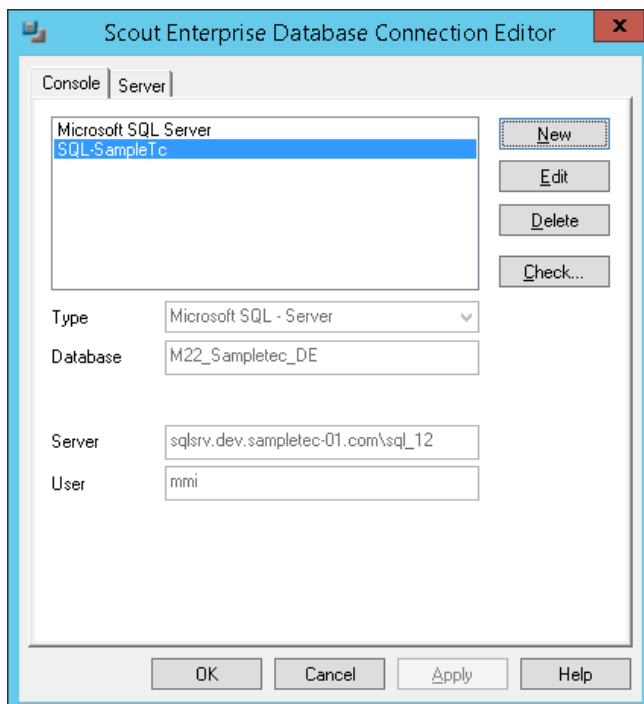 Scout Enterprise Database Connection Editor
x
Console
Server
Microsoft SQL Server
SQL-SampleTc
New
Edit
Delete
Check...
Type
Microsoft SQL - Server
Database
M22_Sampletec_DE
Server
sqlsrv.dev.sampletec-01.com\sql_12
User
mmi
OK
Cancel
Apply
Help